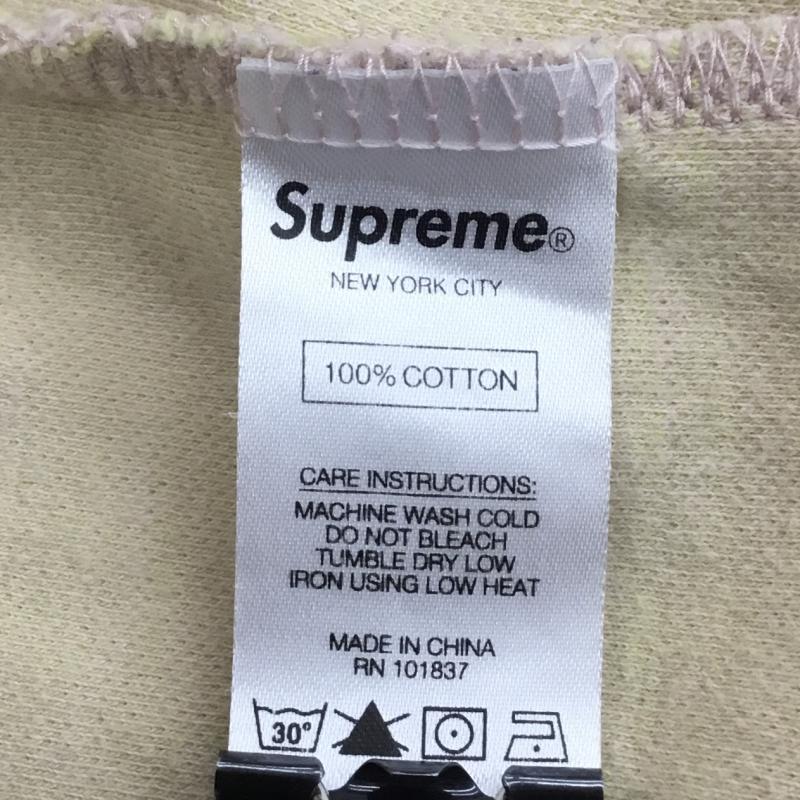 Supreme®
NEW YORK CITY
100% COTTON
CARE INSTRUCTIONS:
MACHINE WASH COLD
DO NOT BLEACH
TUMBLE DRY LOW
IRON USING LOW HEAT
MADE IN CHINA
RN 101837
30°